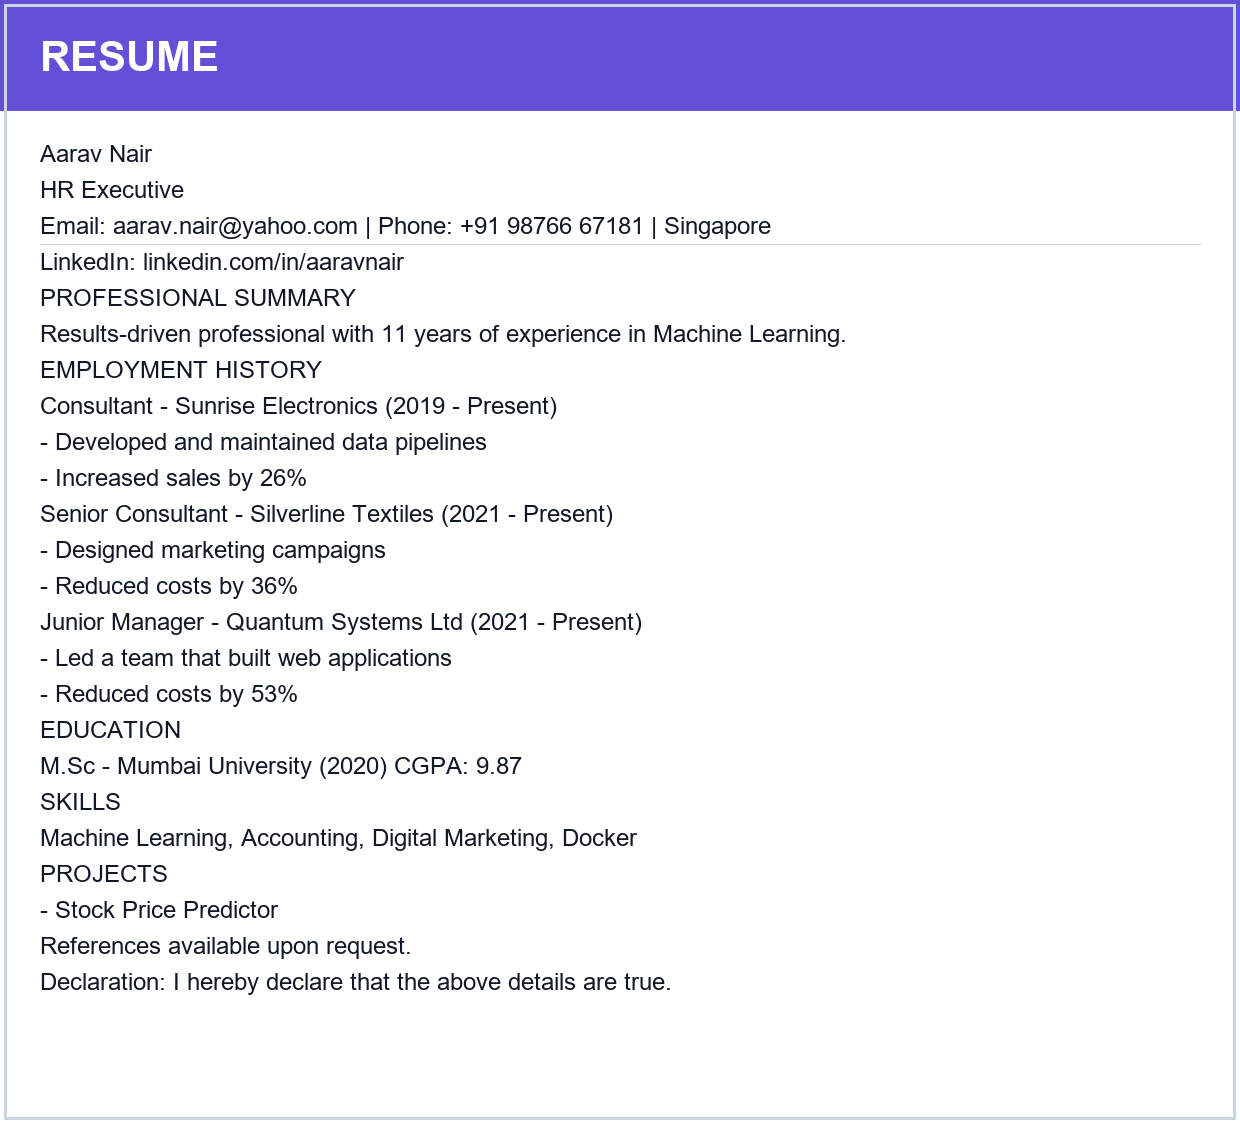 RESUME
Aarav Nair
HR Executive
Email: aarav.nair@yahoo.com | Phone: +91 98766 67181 | Singapore
LinkedIn: linkedin.com/in/aaravnair
PROFESSIONAL SUMMARY
Results-driven professional with 11 years of experience in Machine Learning.
EMPLOYMENT HISTORY
Consultant - Sunrise Electronics (2019 - Present)
- Developed and maintained data pipelines
- Increased sales by 26%
Senior Consultant - Silverline Textiles (2021 - Present)
- Designed marketing campaigns
- Reduced costs by 36%
Junior Manager - Quantum Systems Ltd (2021 - Present)
- Led a team that built web applications
- Reduced costs by 53%
EDUCATION
M.Sc - Mumbai University (2020) CGPA: 9.87
SKILLS
Machine Learning, Accounting, Digital Marketing, Docker
PROJECTS
- Stock Price Predictor
References available upon request.
Declaration: I hereby declare that the above details are true.